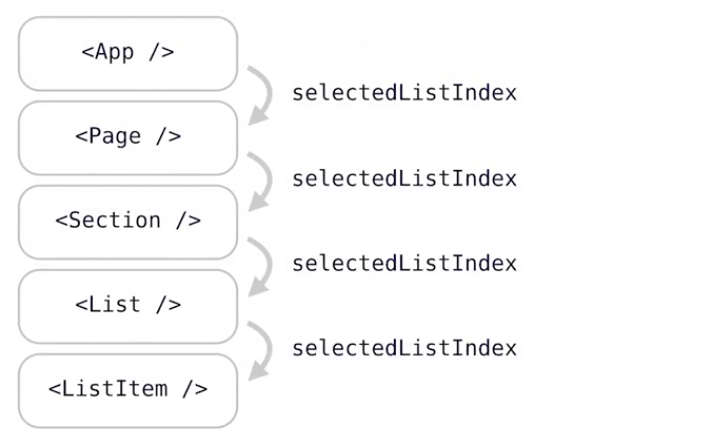 <App />
selectedListIndex
<Page />
selectedListIndex
<Section />
selectedListIndex
<List />
selectedListIndex
<ListItem />